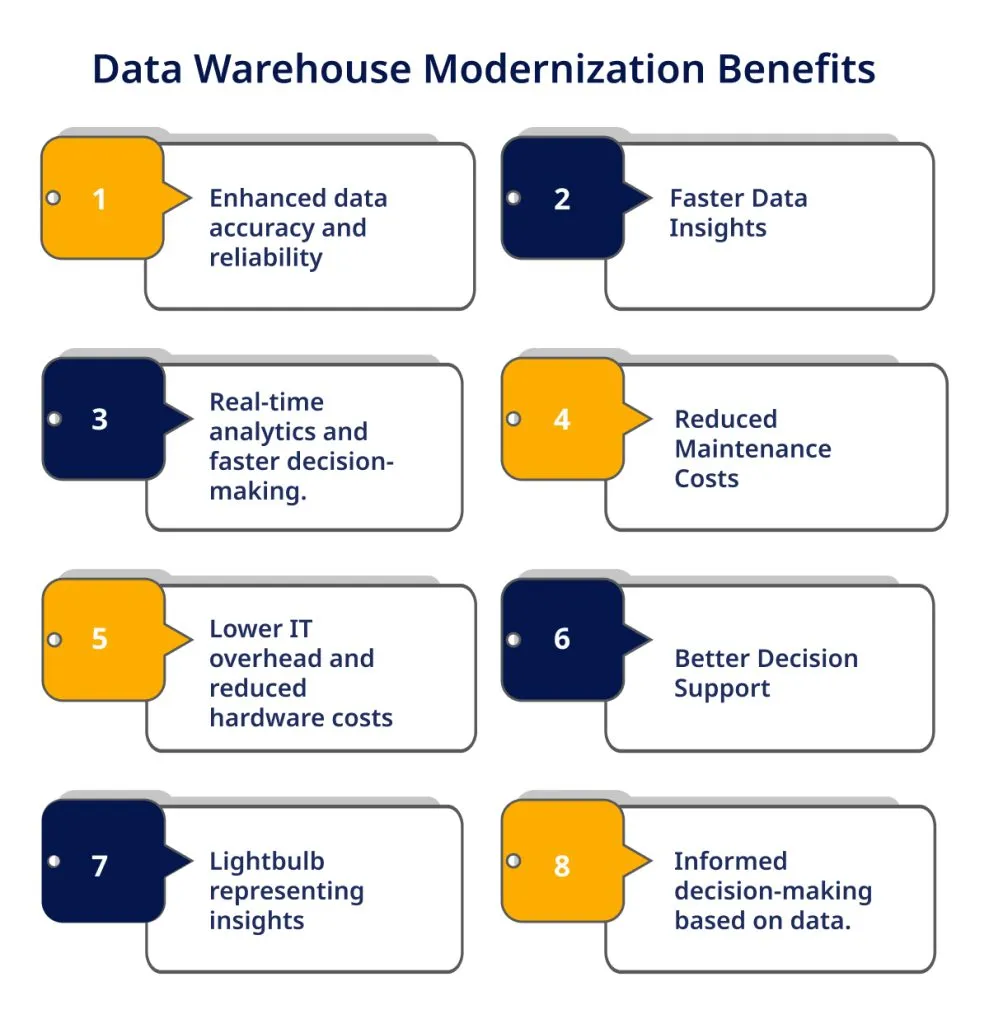 Data Warehouse Modernization Benefits
1
Enhanced data
accuracy and
reliability
2
Faster Data
Insights
3
Real-time
analytics and
faster decision-
making.
4
Reduced
Maintenance
Costs
5
Lower IT
overhead and
reduced
hardware costs
6
Better Decision
Support
7
Lightbulb
representing
insights
8
Informed
decision-making
based on data.